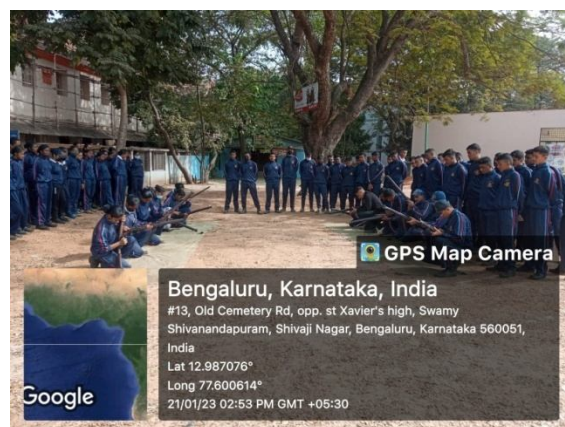 GPS Map Camera
Bengaluru, Karnataka, India
#13, Old Cemetery Rd, opp. st Xavier's high, Swamy
Shivanandapuram, Shivaji Nagar, Bengaluru, Karnataka 560051,
India
Lat 12.987076°
Long 77.600614°
21/01/23 02:53 PM GMT +05:30
Google